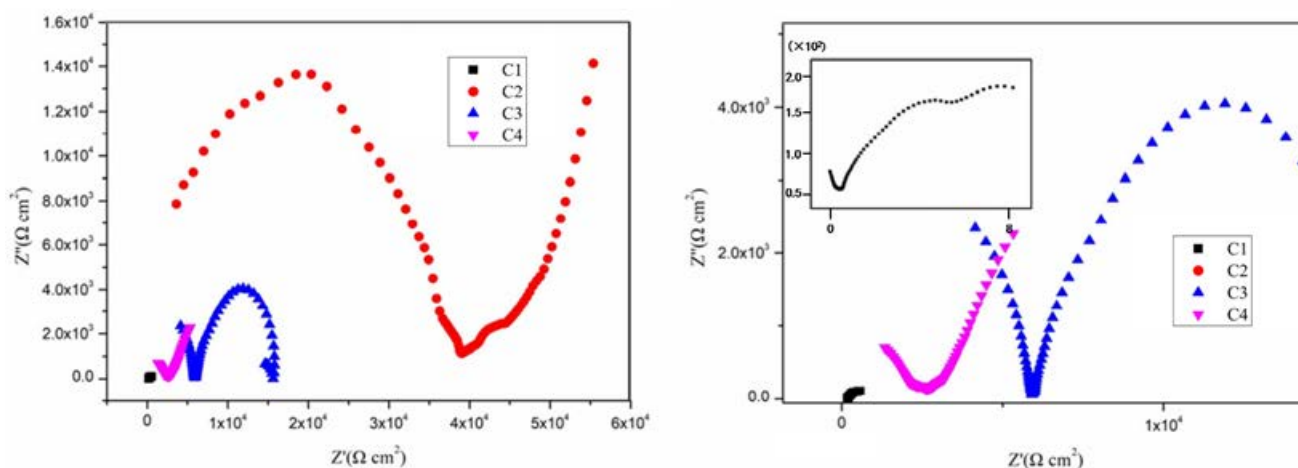 1.6x10⁴
1.4x10⁴
1.2x10⁴
1.0x10⁴
8.0x10³
6.0x10³
4.0x10³
2.0x10³
0.0
Z"(Ω cm²)
C1
C2
C3
C4
0
1x10⁴
2x10⁴
3x10⁴
4x10⁴
5x10⁴
6x10⁴
Z'(Ω cm²)
(×10²)
2.0
1.5
1.0
0.5
0
8
4.0x10³
2.0x10³
0.0
Z"(Ω cm²)
C1
C2
C3
C4
0
1x10⁴
Z'(Ω cm²)